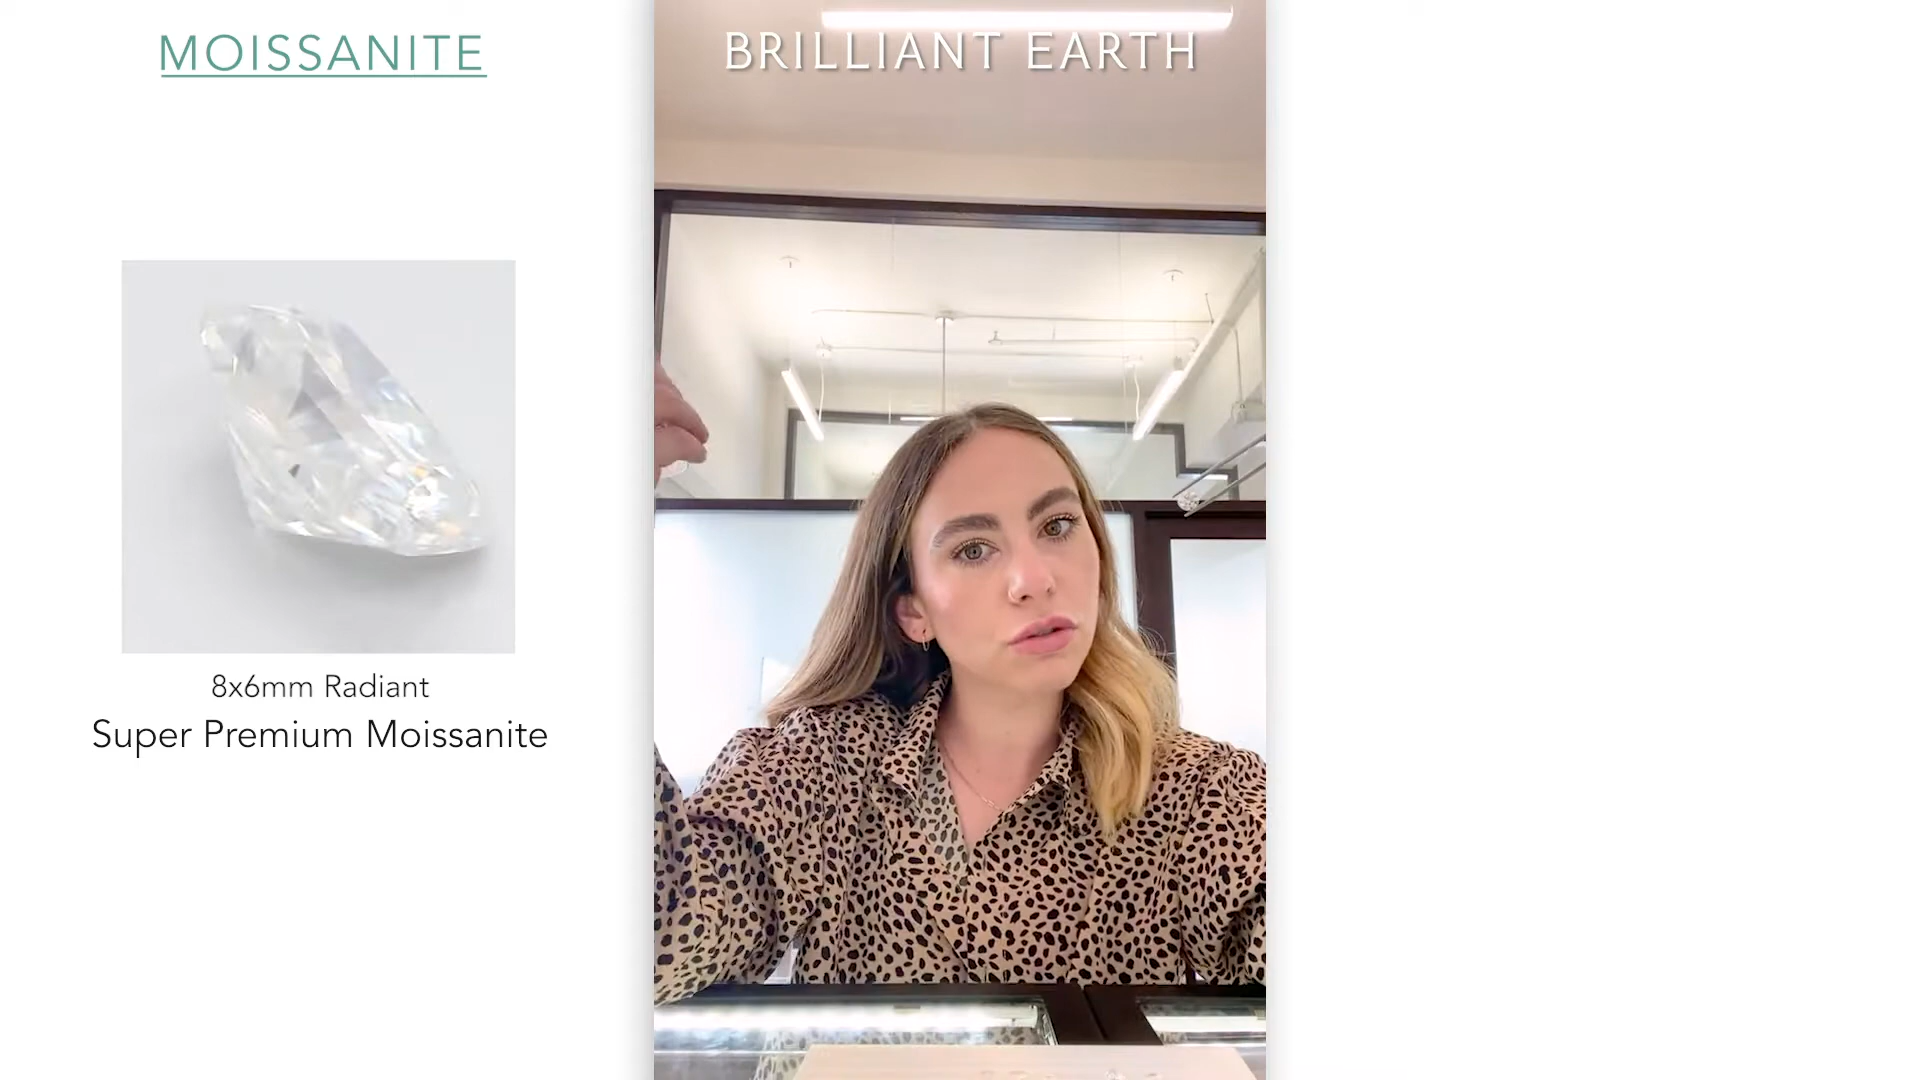 MOISSANITE
BRILLIANT EARTH
8x6mm Radiant
Super Premium Moissanite